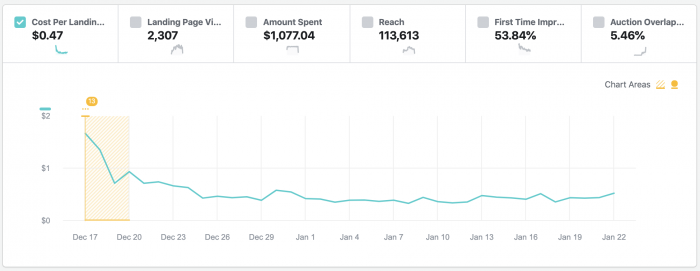 Cost Per Landin... Landing Page Vi... Amount Spent Reach First Time Impr... Auction Overlap...
$0.47 2,307 $1,077.04 113,613 53.84% 5.46%
Chart Areas
13
$2
$1
$0
Dec 17 Dec 20 Dec 23 Dec 26 Dec 29 Jan 1 Jan 4 Jan 7 Jan 10 Jan 13 Jan 16 Jan 19 Jan 22